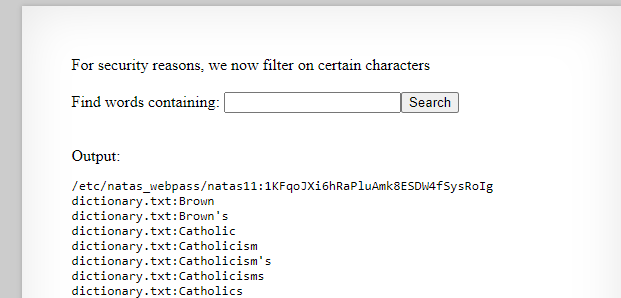 For security reasons, we now filter on certain characters
Find words containing: Search
Output:
/etc/natas_webpass/natas11:1KFqoJXi6hRaPluAmk8ESDW4fSysRoIg
dictionary.txt:Brown
dictionary.txt:Brown's
dictionary.txt:Catholic
dictionary.txt:Catholicism
dictionary.txt:Catholicism's
dictionary.txt:Catholicisms
dictionary.txt:Catholics